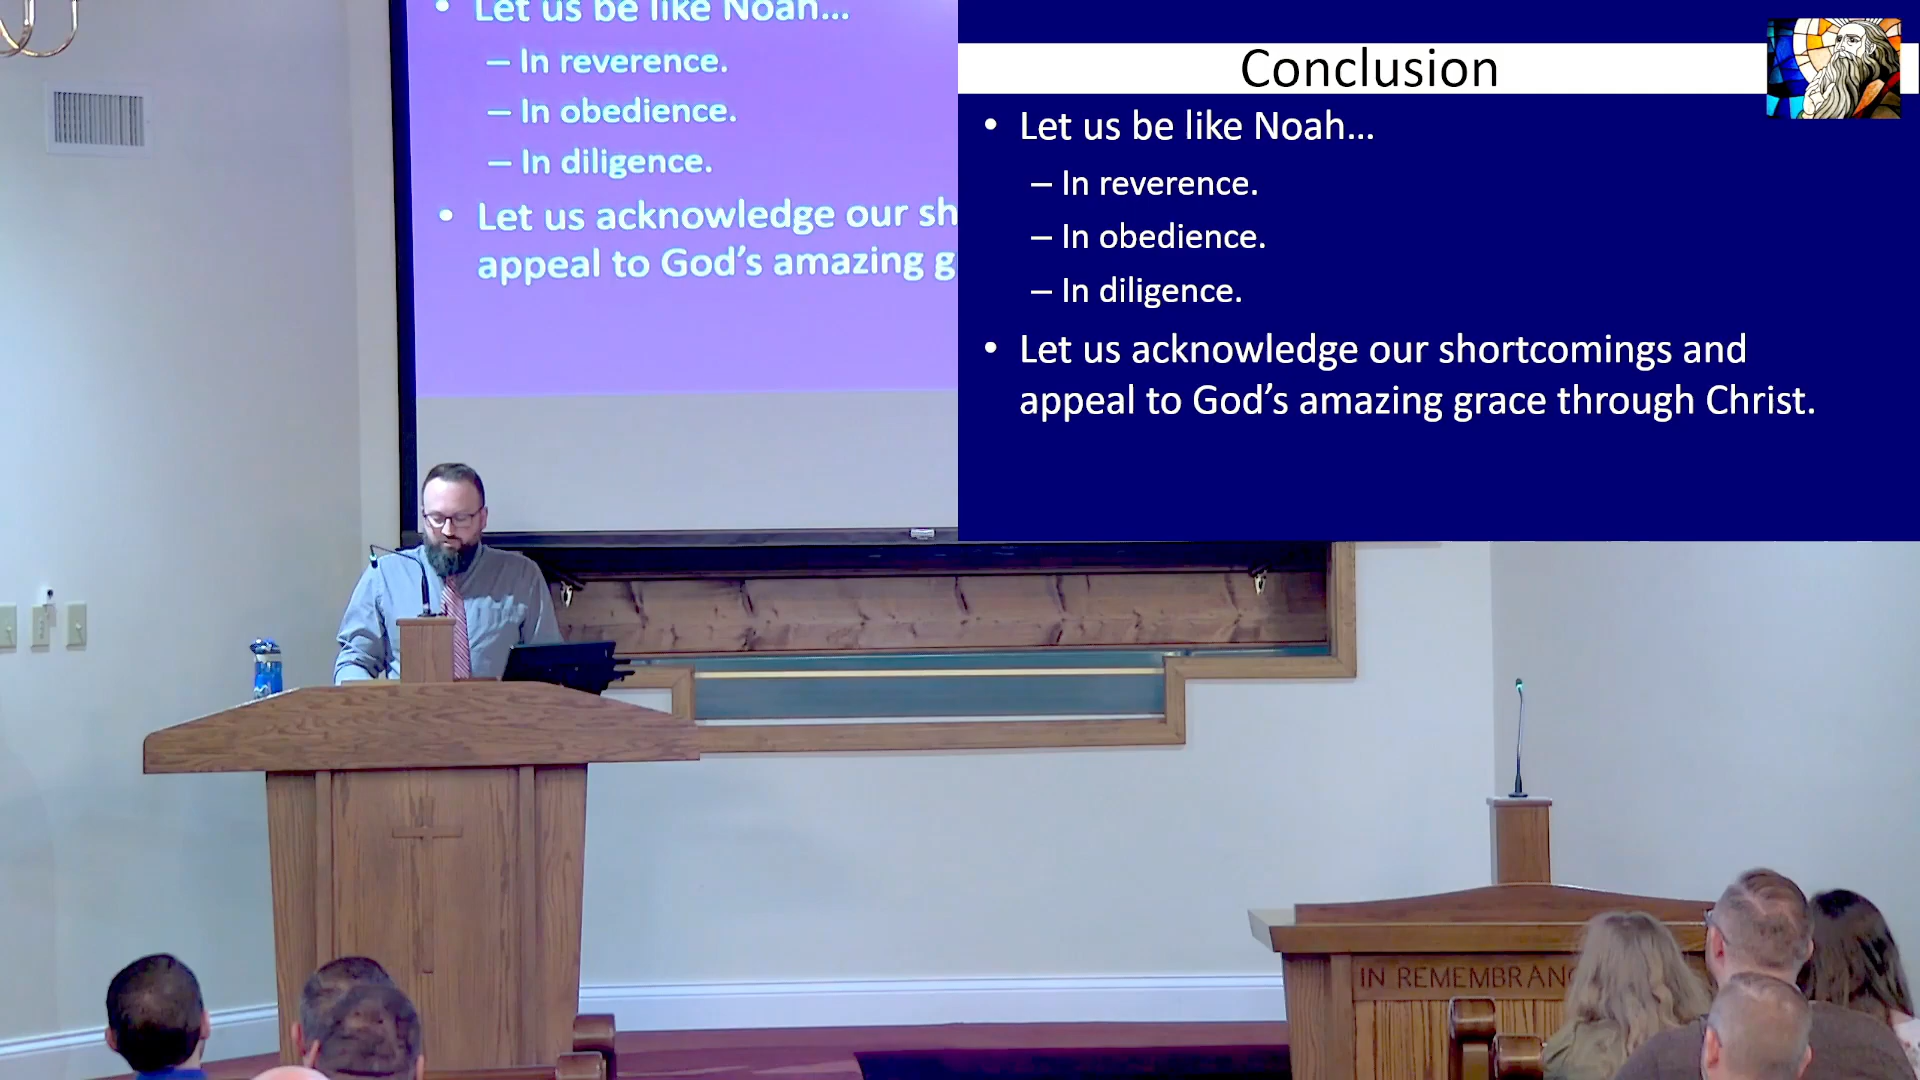 • Let us be like Noah...
– In reverence.
– In obedience.
– In diligence.
• Let us acknowledge our sh
appeal to God's amazing g
Conclusion
• Let us be like Noah...
– In reverence.
– In obedience.
– In diligence.
• Let us acknowledge our shortcomings and
appeal to God's amazing grace through Christ.
IN REMEMBRANC